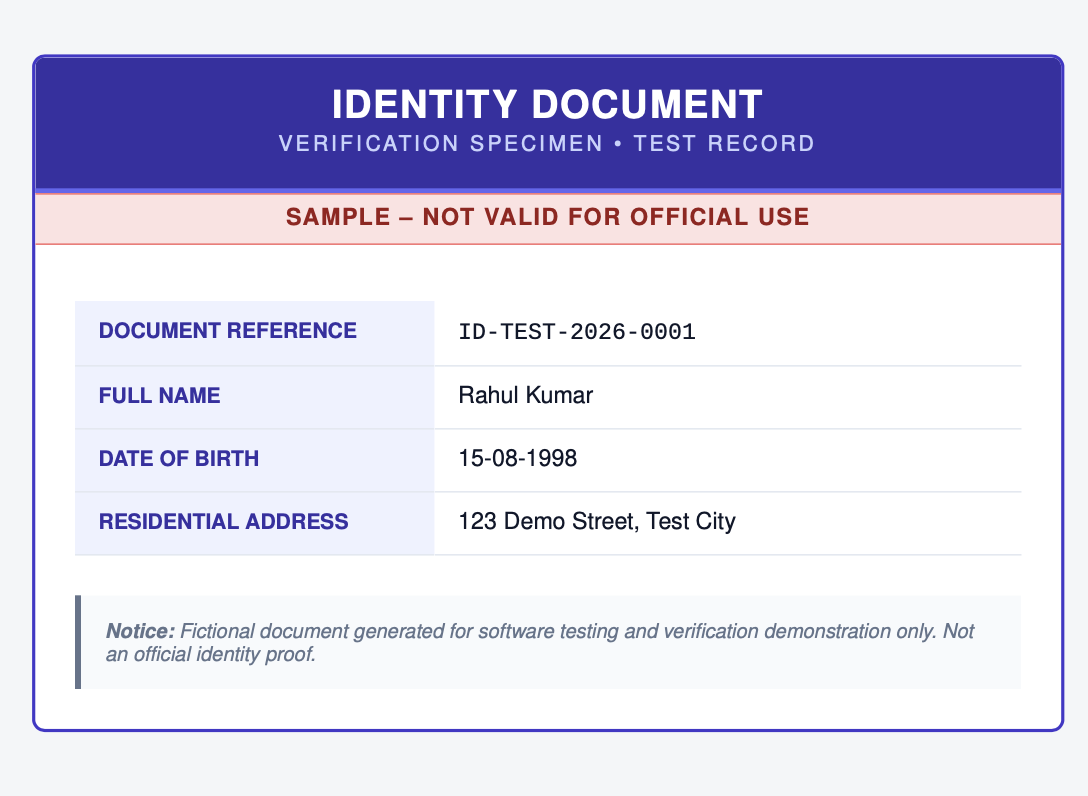 IDENTITY DOCUMENT
VERIFICATION SPECIMEN • TEST RECORD
SAMPLE – NOT VALID FOR OFFICIAL USE
DOCUMENT REFERENCE ID-TEST-2026-0001
FULL NAME Rahul Kumar
DATE OF BIRTH 15-08-1998
RESIDENTIAL ADDRESS 123 Demo Street, Test City
Notice: Fictional document generated for software testing and verification demonstration only. Not
an official identity proof.